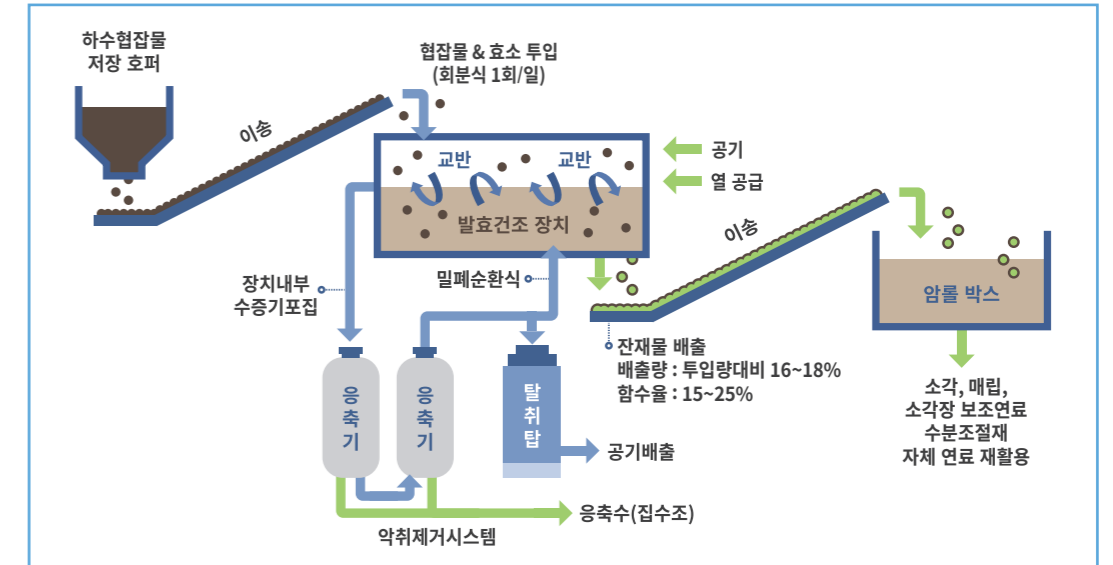 하수협잡물
저장 호퍼
이송
협잡물 & 효소 투입
(회분식 1회/일)
교반
교반
공기
열 공급
발효건조 장치
이송
장치내부
수증기포집
밀폐순환식
암롤 박스
잔재물 배출
배출량 : 투입량대비 16~18%
함수율 : 15~25%
응축기
응축기
탈취탑
공기배출
소각, 매립,
소각장 보조연료
수분조절재
자체 연료 재활용
응축수(집수조)
악취제거시스템